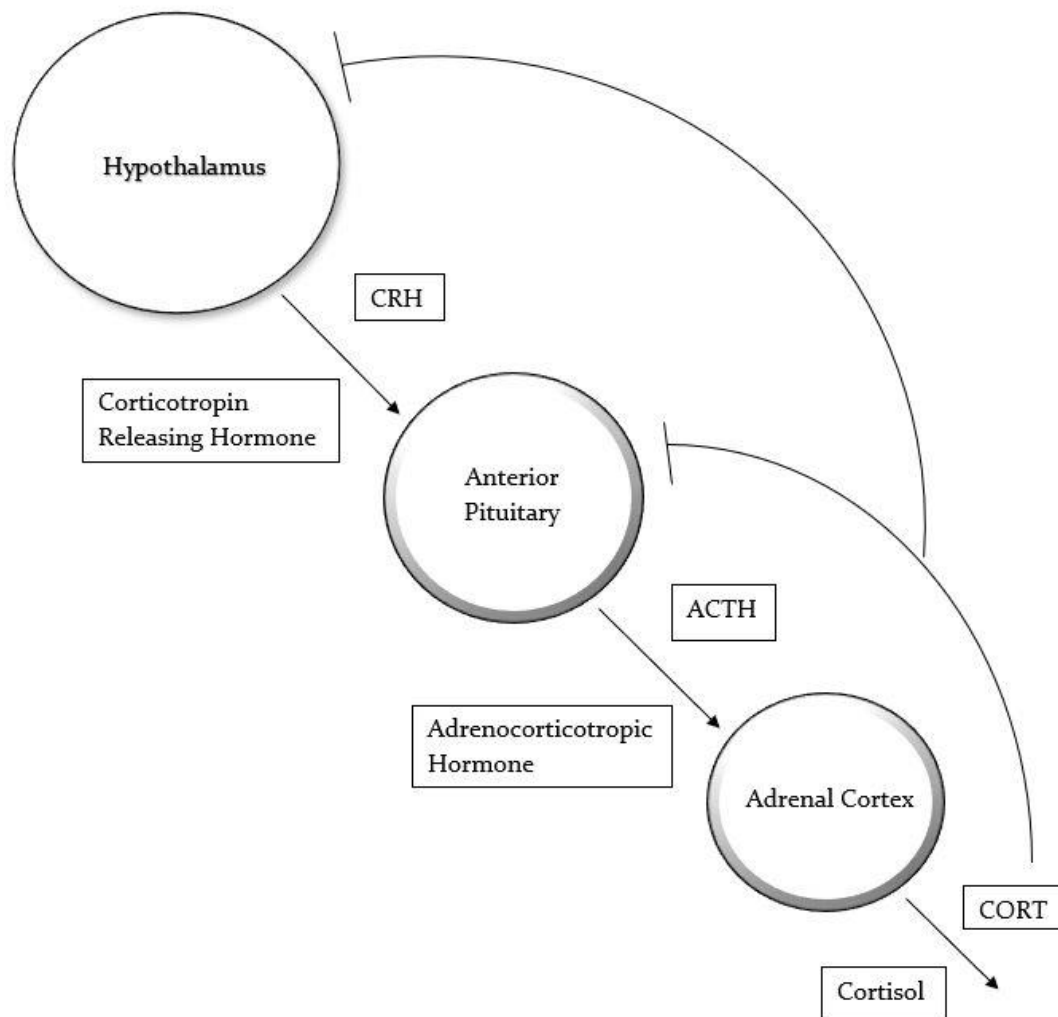 Hypothalamus
CRH
Corticotropin
Releasing Hormone
Anterior
Pituitary
ACTH
Adrenocorticotropic
Hormone
Adrenal Cortex
CORT
Cortisol